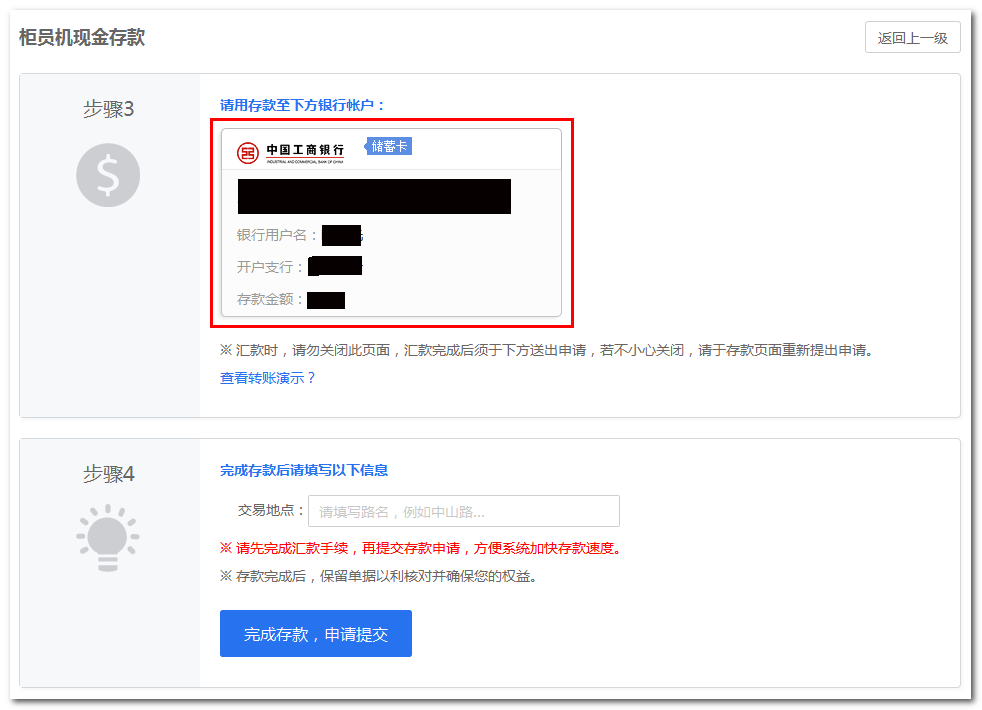 柜员机现金存款
返回上一级
步骤3
请用存款至下方银行帐户：
中国工商银行
储蓄卡
INDUSTRIAL AND COMMERCIAL BANK OF CHINA
银行用户名：
开户支行：
存款金额：
※ 汇款时，请勿关闭此页面，汇款完成后须于下方送出申请，若不小心关闭，请于存款页面重新提出申请。
查看转账演示？
步骤4
完成存款后请填写以下信息
交易地点：
请填写路名，例如中山路...
※ 请先完成汇款手续，再提交存款申请，方便系统加快存款速度。
※ 存款完成后，保留单据以利核对并确保您的权益。
完成存款，申请提交